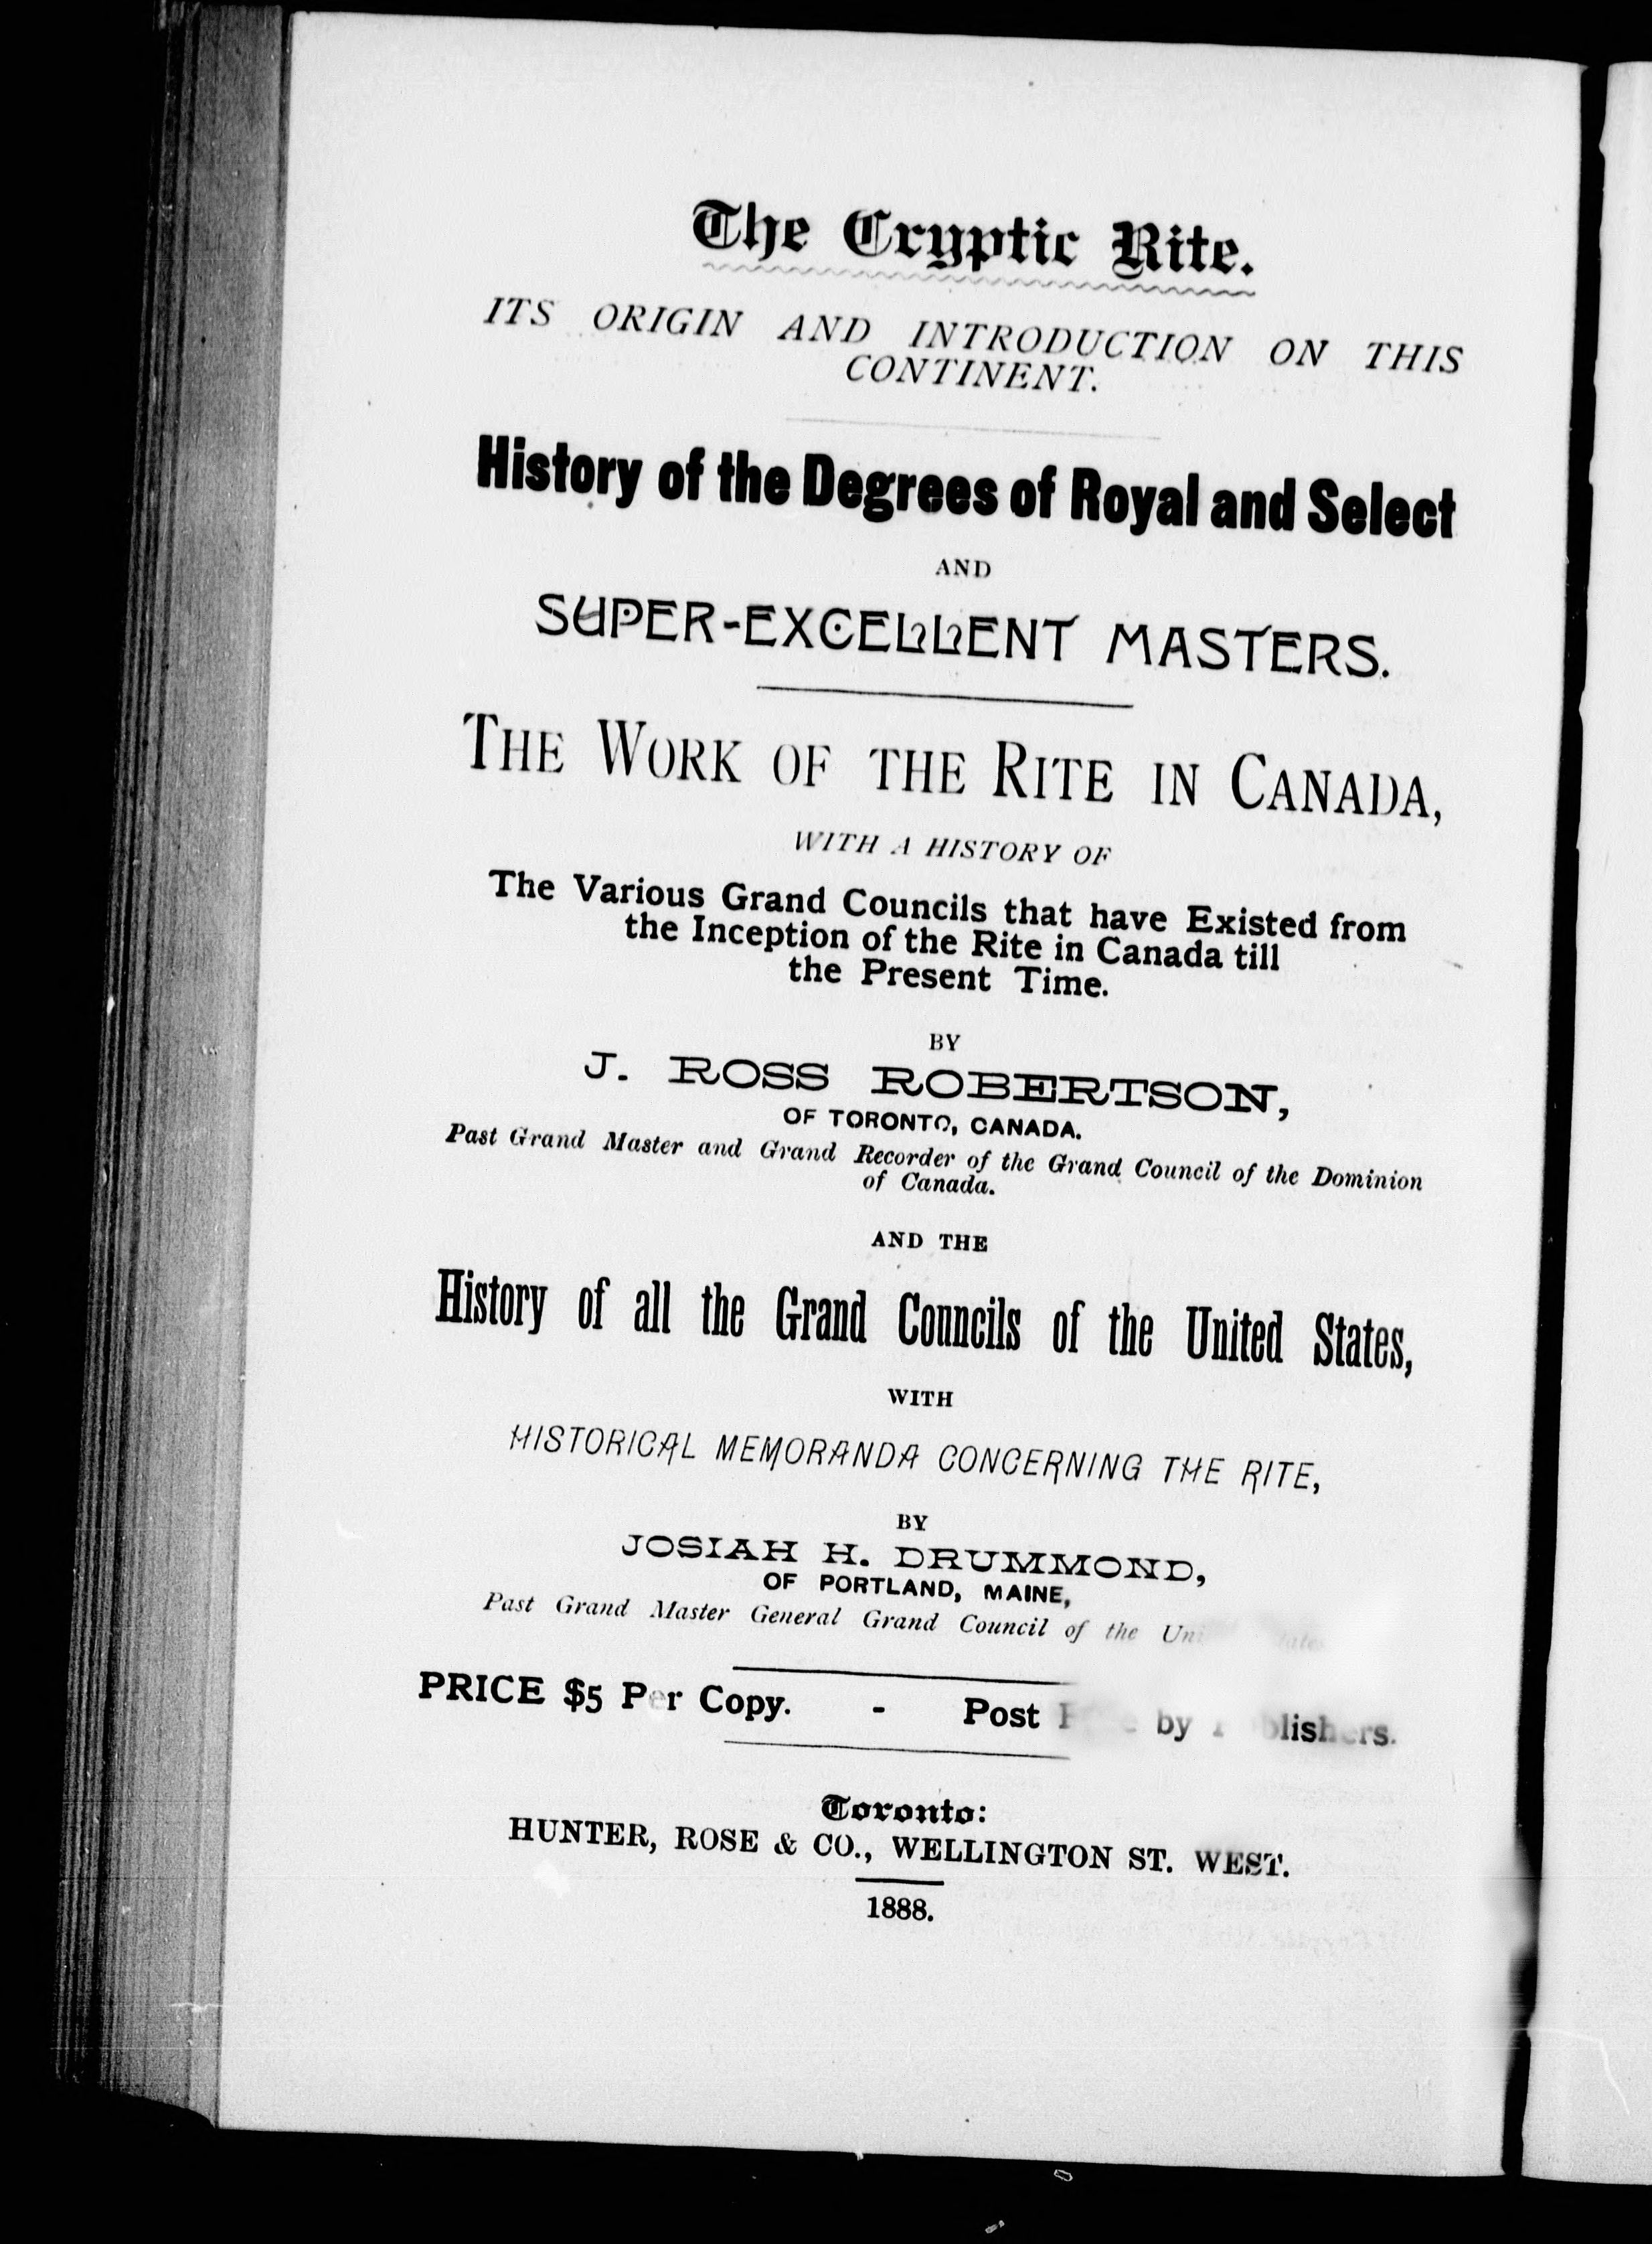 The Cryptic Rite.
ITS ORIGIN AND INTRODUCTION ON THIS
CONTINENT.
History of the Degrees of Royal and Select
AND
SUPER-EXCELLENT MASTERS.
THE WORK OF THE RITE IN CANADA,
WITH A HISTORY OF
The Various Grand Councils that have Existed from
the Inception of the Rite in Canada till
the Present Time.
BY
J. ROSS ROBERTSON,
OF TORONTO, CANADA.
Past Grand Master and Grand Recorder of the Grand Council of the Dominion
of Canada.
AND THE
History of all the Grand Councils of the United States,
WITH
HISTORICAL MEMORANDA CONCERNING THE RITE,
BY
JOSIAH H. DRUMMOND,
OF PORTLAND, MAINE,
Past Grand Master General Grand Council of the
PRICE $5 Per Copy. - Post by
Toronto:
HUNTER, ROSE & CO., WELLINGTON ST. WEST.
1888.